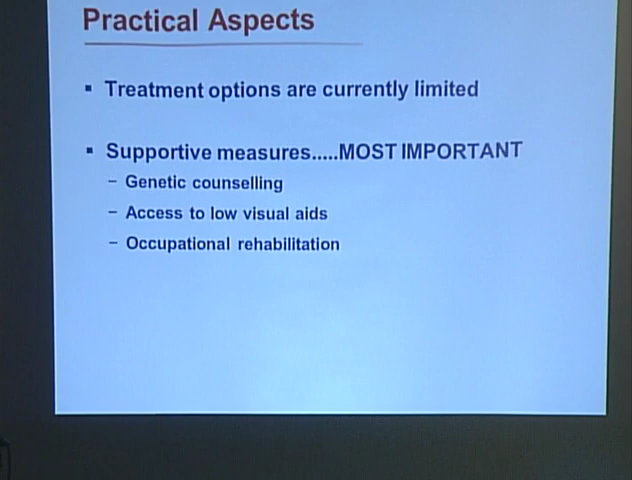 Practical Aspects
▪ Treatment options are currently limited
▪ Supportive measures.....MOST IMPORTANT
– Genetic counselling
– Access to low visual aids
– Occupational rehabilitation